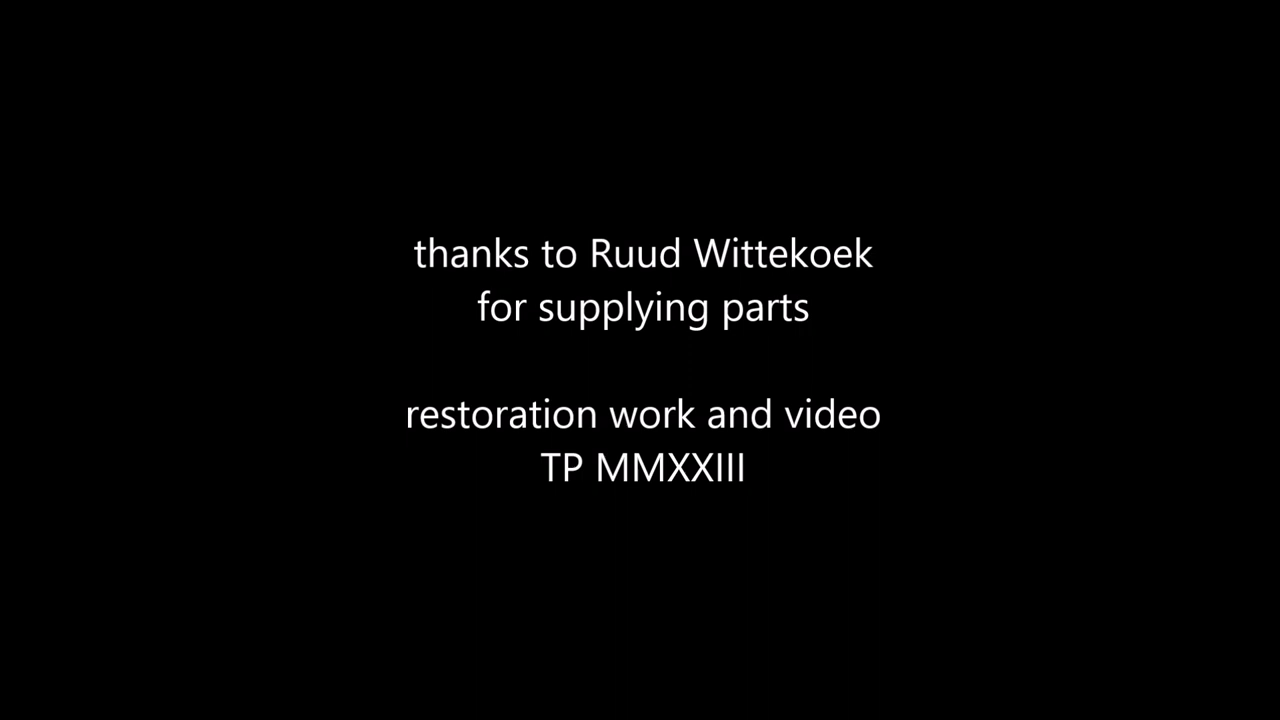 thanks to Ruud Wittekoek
for supplying parts
restoration work and video
TP MMXXIII